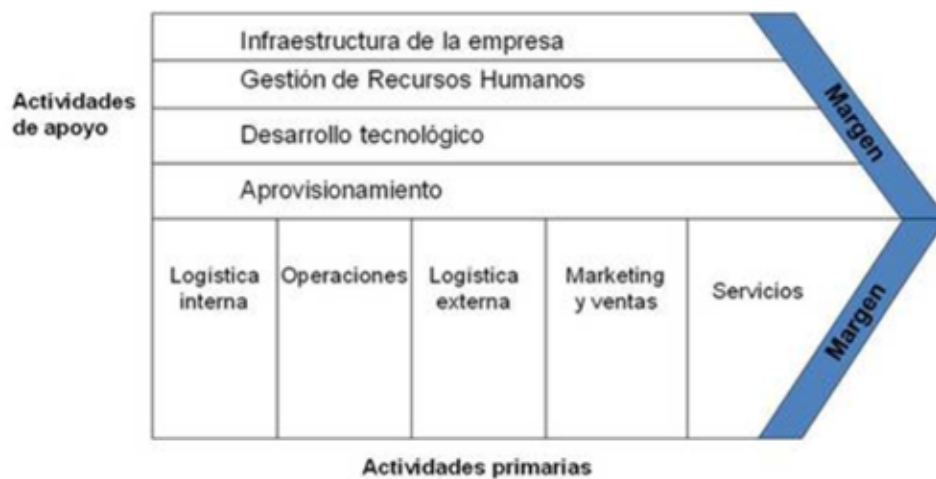 Infraestructura de la empresa
Gestión de Recursos Humanos
Actividades
de apoyo
Desarrollo tecnológico
Aprovisionamiento
Margen
Logística
interna
Operaciones
Logística
externa
Marketing
y ventas
Servicios
Margen
Actividades primarias